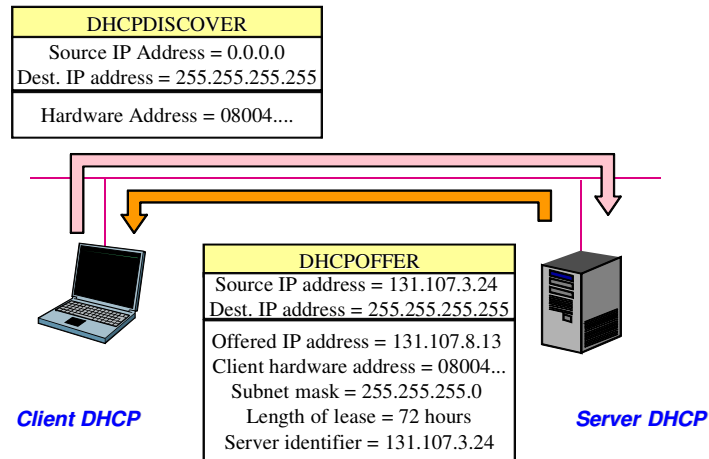 DHCPDISCOVER
Source IP Address = 0.0.0.0
Dest. IP address = 255.255.255.255
Hardware Address = 08004....
DHCPOFFER
Source IP address = 131.107.3.24
Dest. IP address = 255.255.255.255
Offered IP address = 131.107.8.13
Client hardware address = 08004...
Subnet mask = 255.255.255.0
Length of lease = 72 hours
Server identifier = 131.107.3.24
Client DHCP
Server DHCP